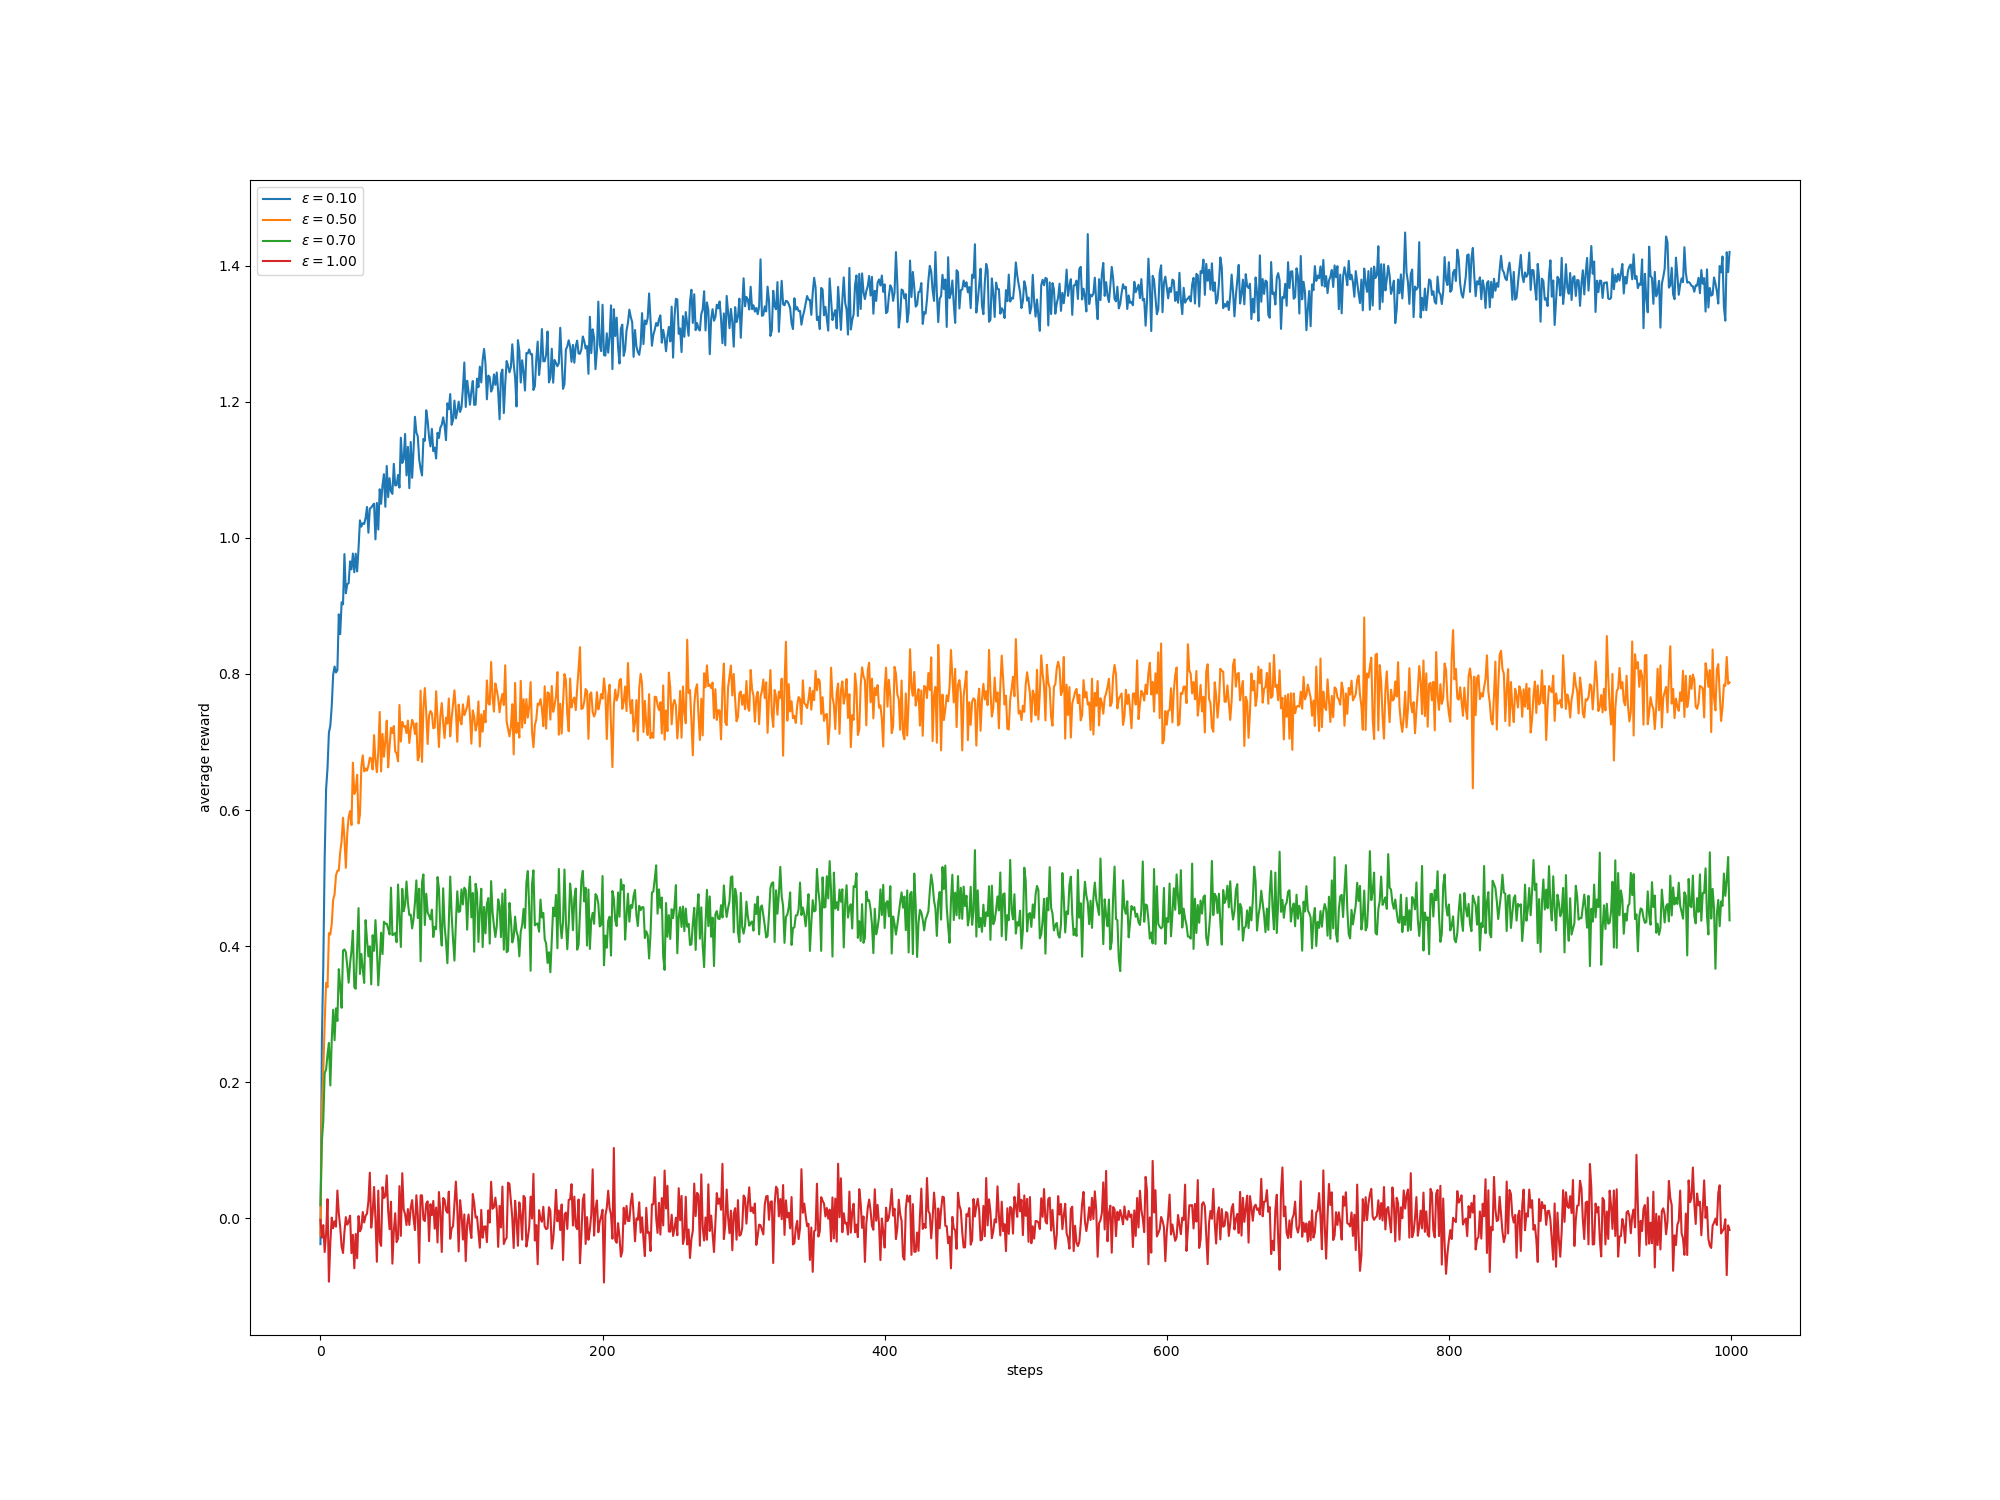 ε = 0.10
ε = 0.50
ε = 0.70
ε = 1.00
1.4
1.2
1.0
0.8
0.6
0.4
0.2
0.0
average reward
0 200 400 600 800 1000
steps